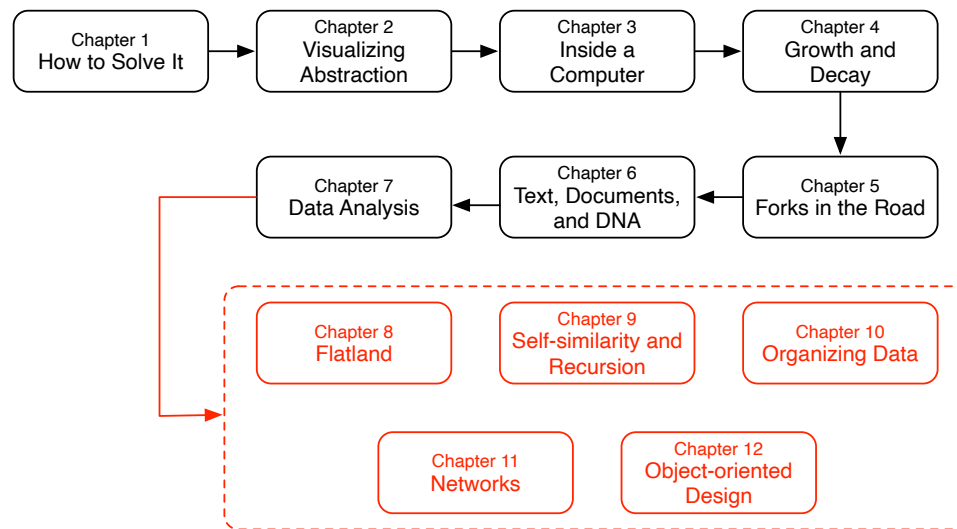 Chapter 1
How to Solve It
Chapter 2
Visualizing
Abstraction
Chapter 3
Inside a
Computer
Chapter 4
Growth and
Decay
Chapter 7
Data Analysis
Chapter 6
Text, Documents,
and DNA
Chapter 5
Forks in the Road
Chapter 8
Flatland
Chapter 9
Self-similarity and
Recursion
Chapter 10
Organizing Data
Chapter 11
Networks
Chapter 12
Object-oriented
Design